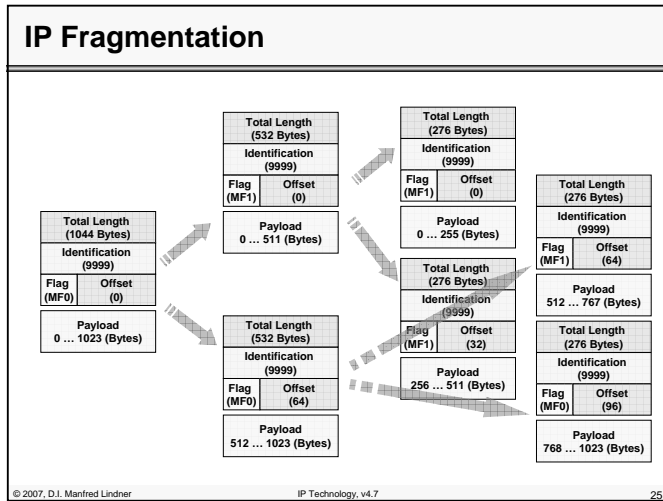 IP Fragmentation
Total Length
(1044 Bytes)
Identification
(9999)
Flag
(MF0)
Offset
(0)
Payload
0 … 1023 (Bytes)
Total Length
(532 Bytes)
Identification
(9999)
Flag
(MF1)
Offset
(0)
Payload
0 … 511 (Bytes)
Total Length
(532 Bytes)
Identification
(9999)
Flag
(MF0)
Offset
(64)
Payload
512 … 1023 (Bytes)
Total Length
(276 Bytes)
Identification
(9999)
Flag
(MF1)
Offset
(0)
Payload
0 … 255 (Bytes)
Total Length
(276 Bytes)
Identification
(9999)
Flag
(MF1)
Offset
(32)
Payload
256 … 511 (Bytes)
Total Length
(276 Bytes)
Identification
(9999)
Flag
(MF1)
Offset
(64)
Payload
512 … 767 (Bytes)
Total Length
(276 Bytes)
Identification
(9999)
Flag
(MF0)
Offset
(96)
Payload
768 … 1023 (Bytes)
© 2007, D.I. Manfred Lindner
IP Technology, v4.7
25